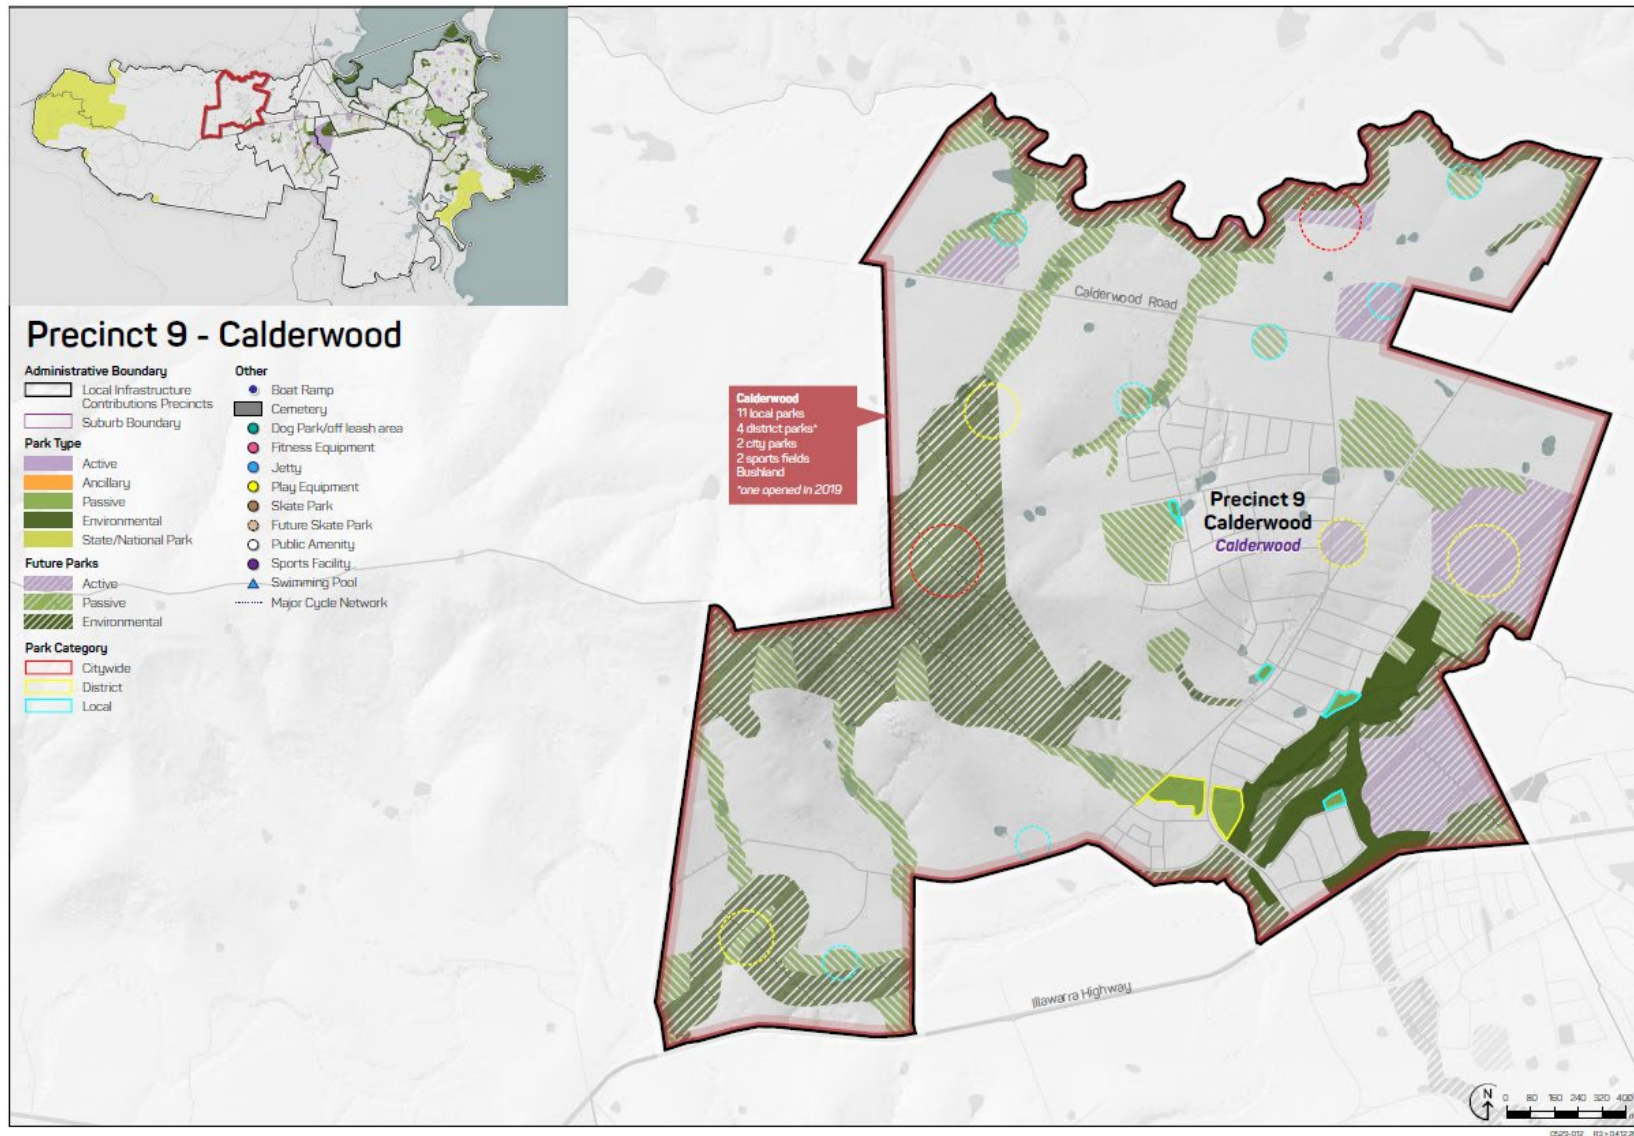 Precinct 9 - Calderwood
Administrative Boundary
Local Infrastructure
Contributions Precincts
Suburb Boundary
Park Type
Active
Ancillary
Passive
Environmental
State/National Park
Future Parks
Active
Passive
Environmental
Park Category
Citywide
District
Local
Other
Boat Ramp
Cemetery
Dog Park/off leash area
Fitness Equipment
Jetty
Play Equipment
Skate Park
Future Skate Park
Public Amenity
Sports Facility
Swimming Pool
Major Cycle Network
Calderwood
11 local parks
4 district parks*
2 city parks
2 sports fields
Bushland
*one opened in 2019
Calderwood Road
Precinct 9
Calderwood
Calderwood
Illawarra Highway
N
0 80 160 240 320 400